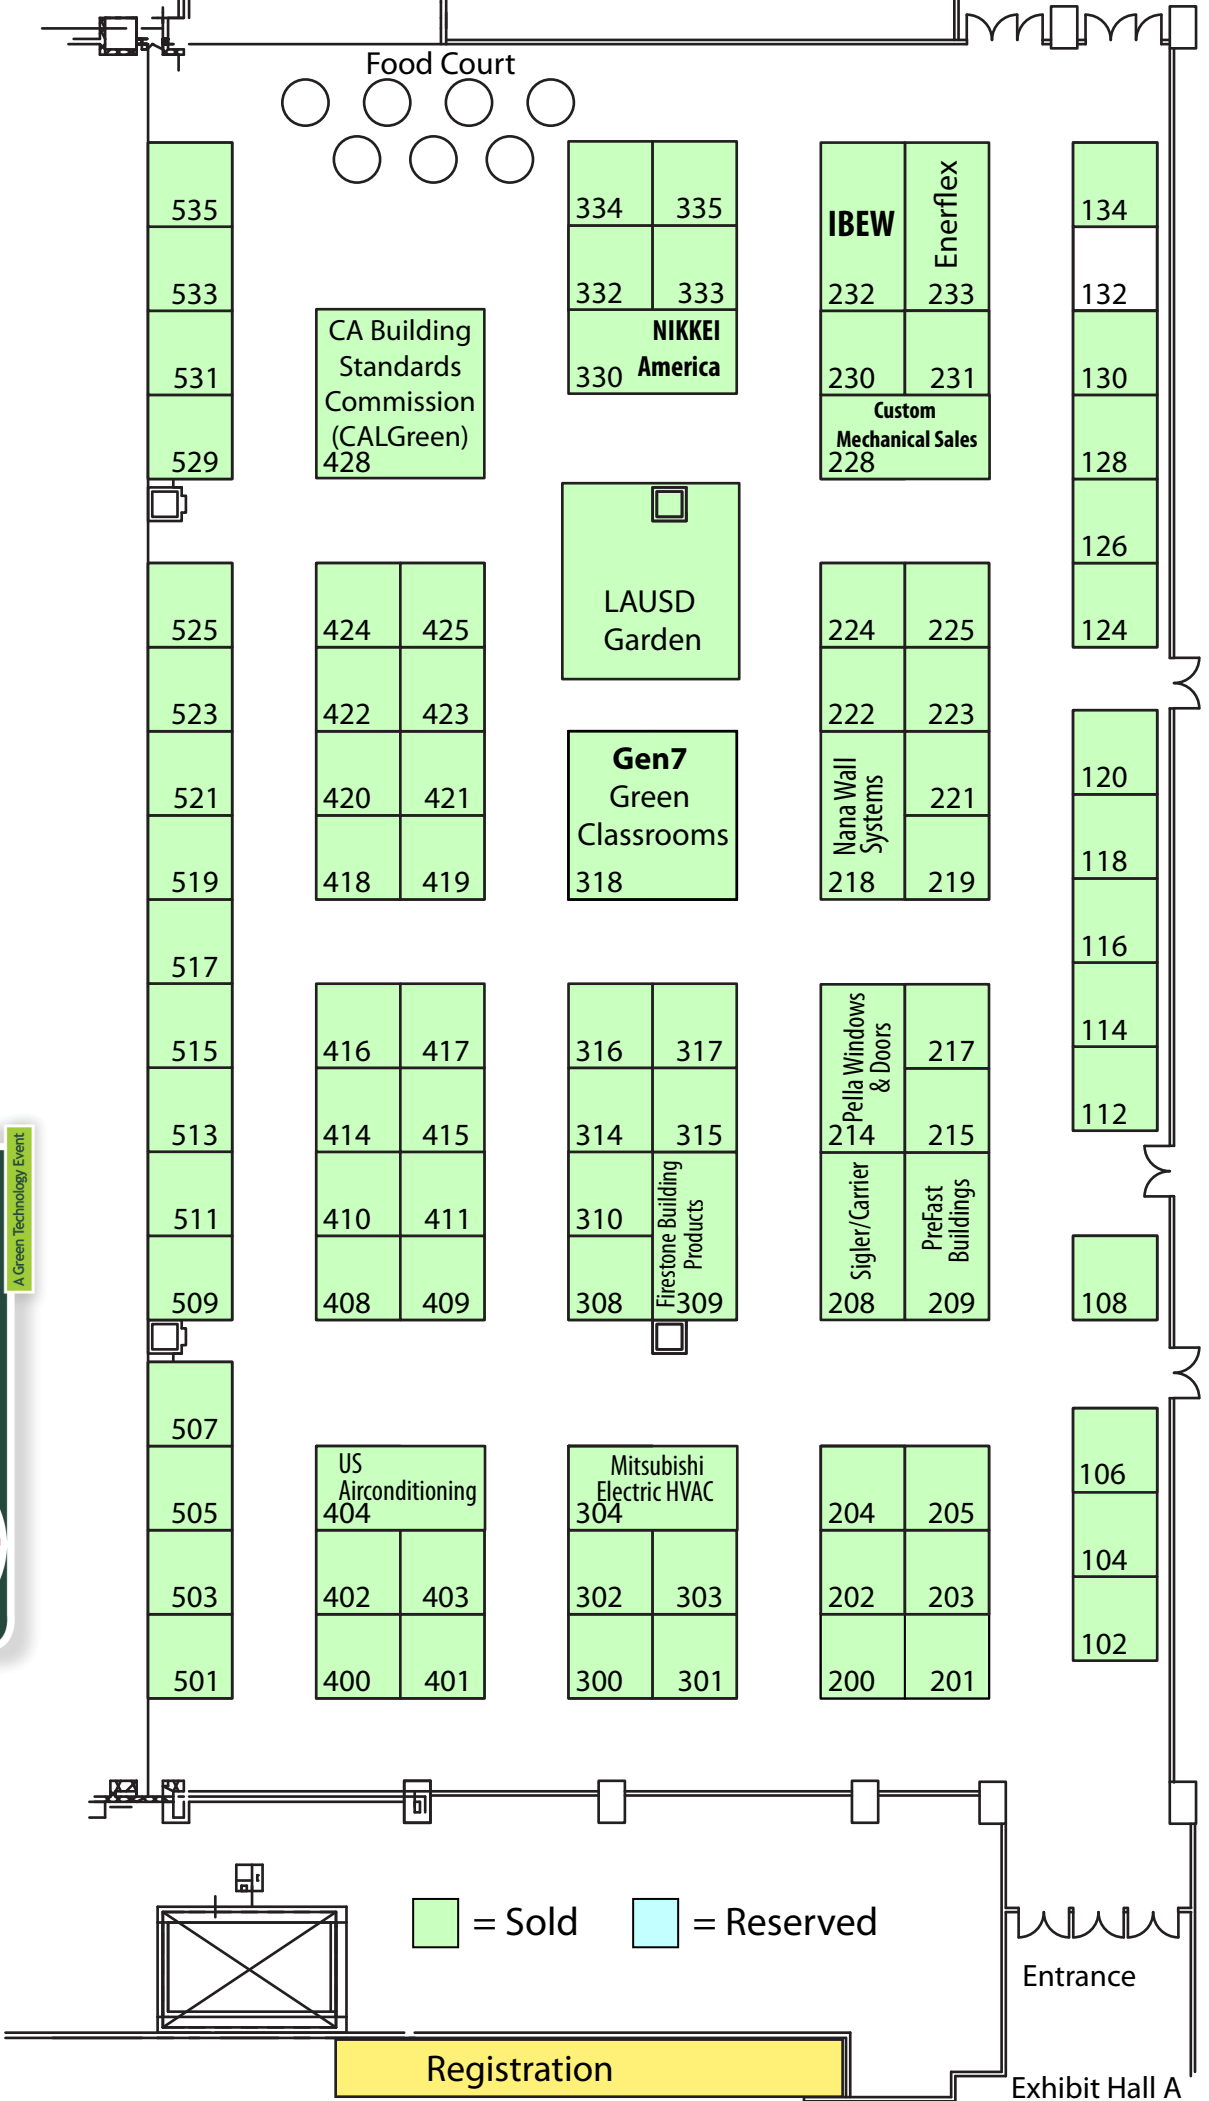 Food Court
535
533
531
529
334
335
332
333
NIKKEI
America
330
IBEW
232
Enerflex
233
230
231
Custom
Mechanical Sales
228
134
132
130
128
126
124
CA Building
Standards
Commission
(CALGreen)
428
LAUSD
Garden
525
523
521
519
517
515
513
511
509
424
425
422
423
420
421
418
419
Gen7
Green
Classrooms
318
224
225
222
223
Nana Wall
Systems
218
221
219
120
118
116
114
112
416
417
414
415
410
411
408
409
316
317
314
315
310
308
Firestone Building
Products
309
Pella Windows
& Doors
214
217
215
Sigler/Carrier
208
PreFast
Buildings
209
108
A Green Technology Event
507
505
503
501
US
Airconditioning
404
402
403
400
401
Mitsubishi
Electric HVAC
304
302
303
300
301
204
205
202
203
200
201
106
104
102
= Sold
= Reserved
Entrance
Registration
Exhibit Hall A